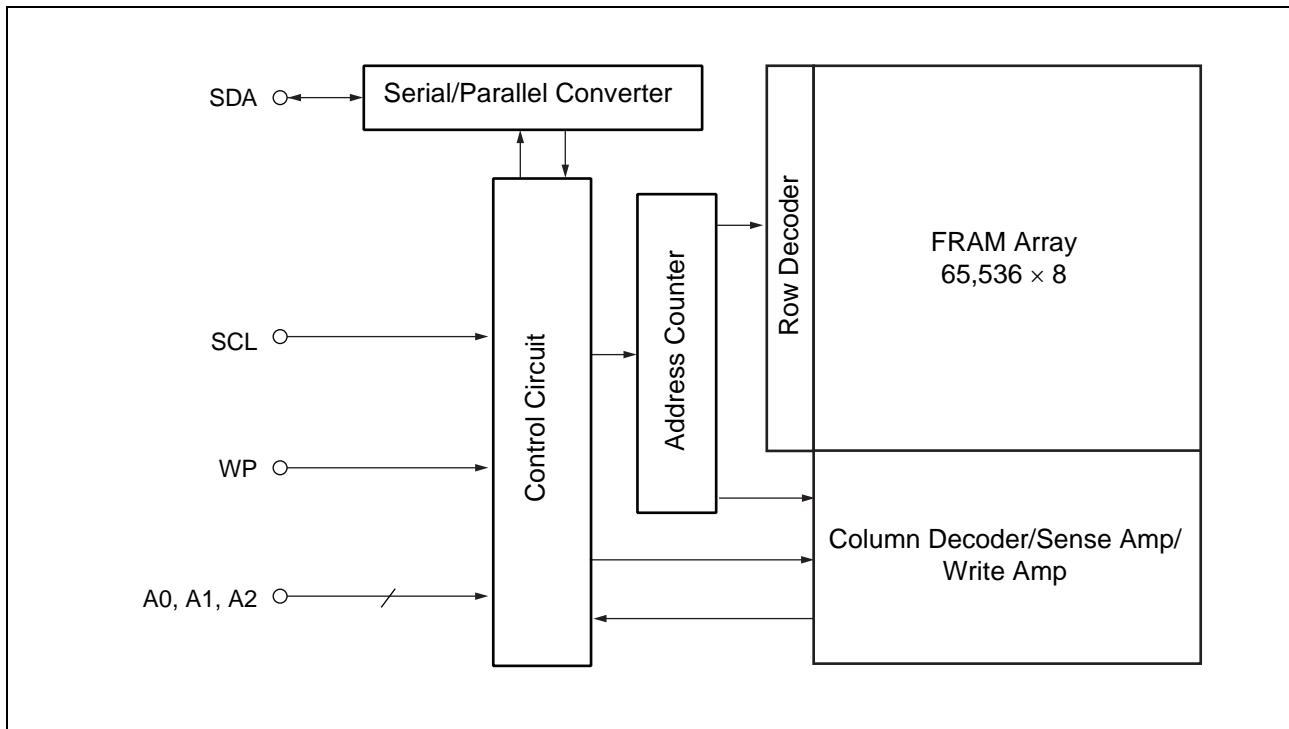 SDA
Serial/Parallel Converter
SCL
WP
A0, A1, A2
Control Circuit
Address Counter
Row Decoder
FRAM Array
65,536 × 8
Column Decoder/Sense Amp/
Write Amp